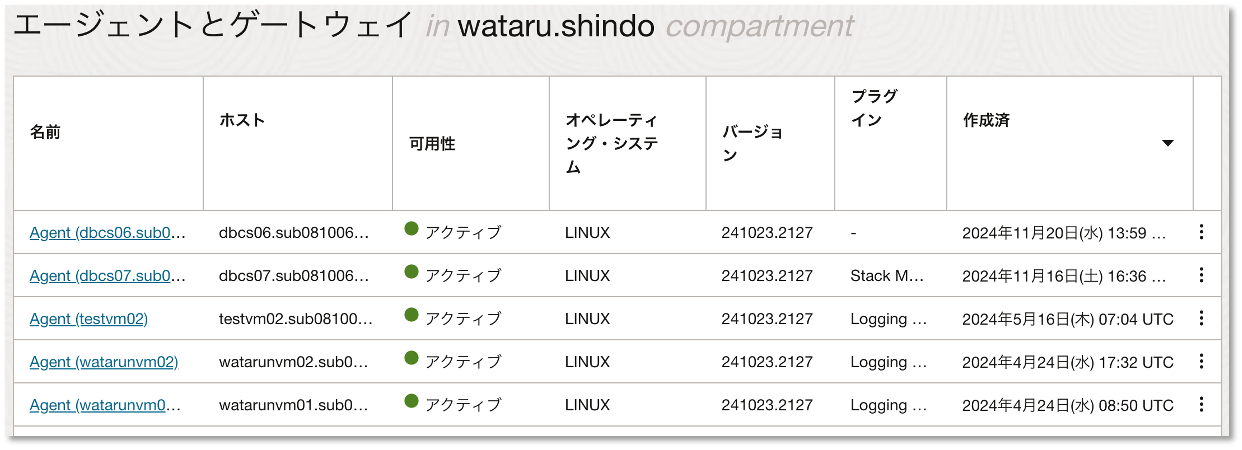 エージェントとゲートウェイ in wataru.shindo compartment
名前 ホスト 可用性 オペレーティング・システム バージョン プラグイン 作成済
Agent (dbcs06.sub0… dbcs06.sub081006… アクティブ LINUX 241023.2127 - 2024年11月20日(水) 13:59 …
Agent (dbcs07.sub0… dbcs07.sub081006… アクティブ LINUX 241023.2127 Stack M… 2024年11月16日(土) 16:36 …
Agent (testvm02) testvm02.sub08100… アクティブ LINUX 241023.2127 Logging … 2024年5月16日(木) 07:04 UTC
Agent (watarunvm02) watarunvm02.sub0… アクティブ LINUX 241023.2127 Logging … 2024年4月24日(水) 17:32 UTC
Agent (watarunvm0… watarunvm01.sub0… アクティブ LINUX 241023.2127 Logging … 2024年4月24日(水) 08:50 UTC